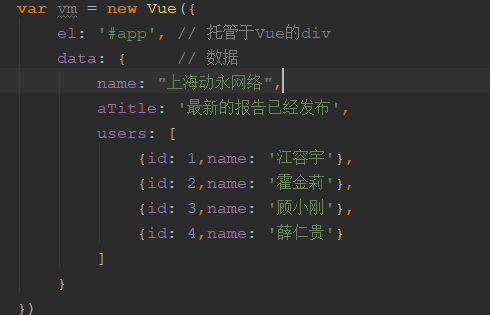 var vm = new Vue({
    el: '#app', // 托管于Vue的div
    data: {     // 数据
        name: "上海动永网络",
        aTitle: '最新的报告已经发布',
        users: [
            {id: 1,name: '江容宇'},
            {id: 2,name: '霍金莉'},
            {id: 3,name: '顾小刚'},
            {id: 4,name: '薛仁贵'}
        ]
    }
})